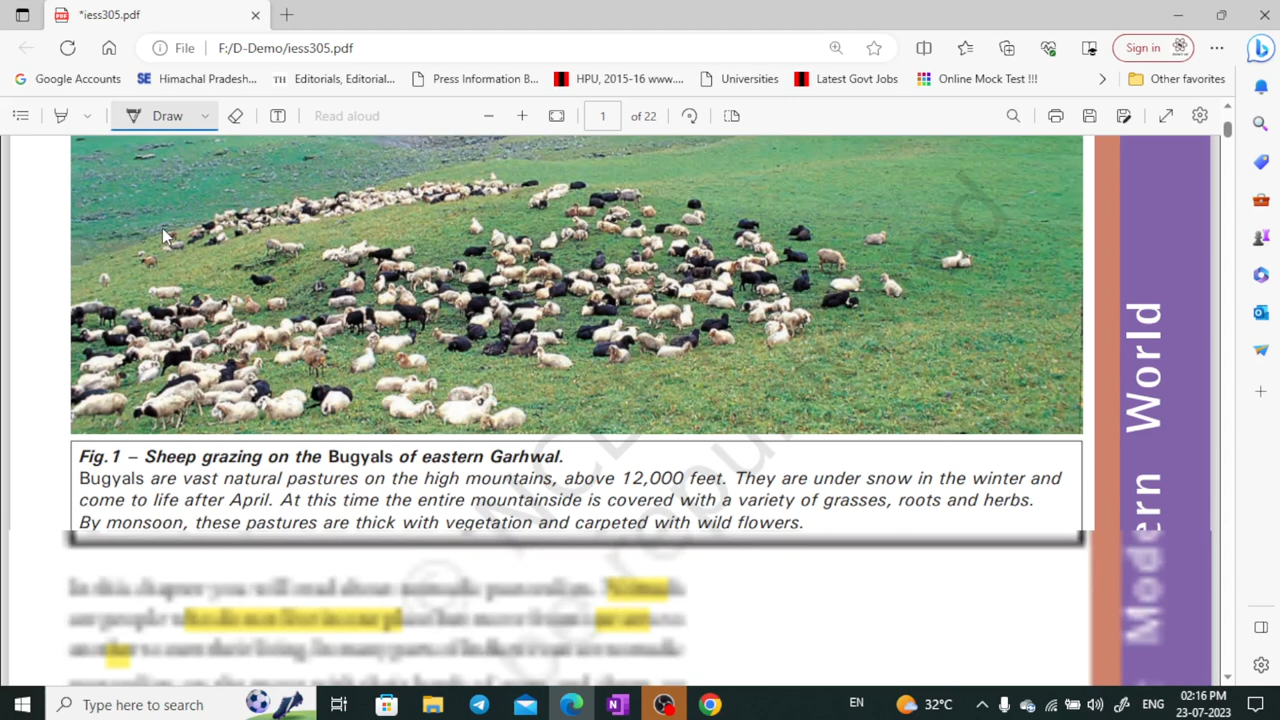 *iess305.pdf
File F:/D-Demo/iess305.pdf Sign in
Google Accounts SE Himachal Pradesh... TH Editorials, Editorial... Press Information B... HPU, 2015-16 www.... Universities Latest Govt Jobs Online Mock Test !!! Other favorites
Draw Read aloud 1 of 22
Fig.1 – Sheep grazing on the Bugyals of eastern Garhwal.
Bugyals are vast natural pastures on the high mountains, above 12,000 feet. They are under snow in the winter and
come to life after April. At this time the entire mountainside is covered with a variety of grasses, roots and herbs.
By monsoon, these pastures are thick with vegetation and carpeted with wild flowers.
Modern World
Type here to search EN 32°C ENG 02:16 PM
23-07-2023